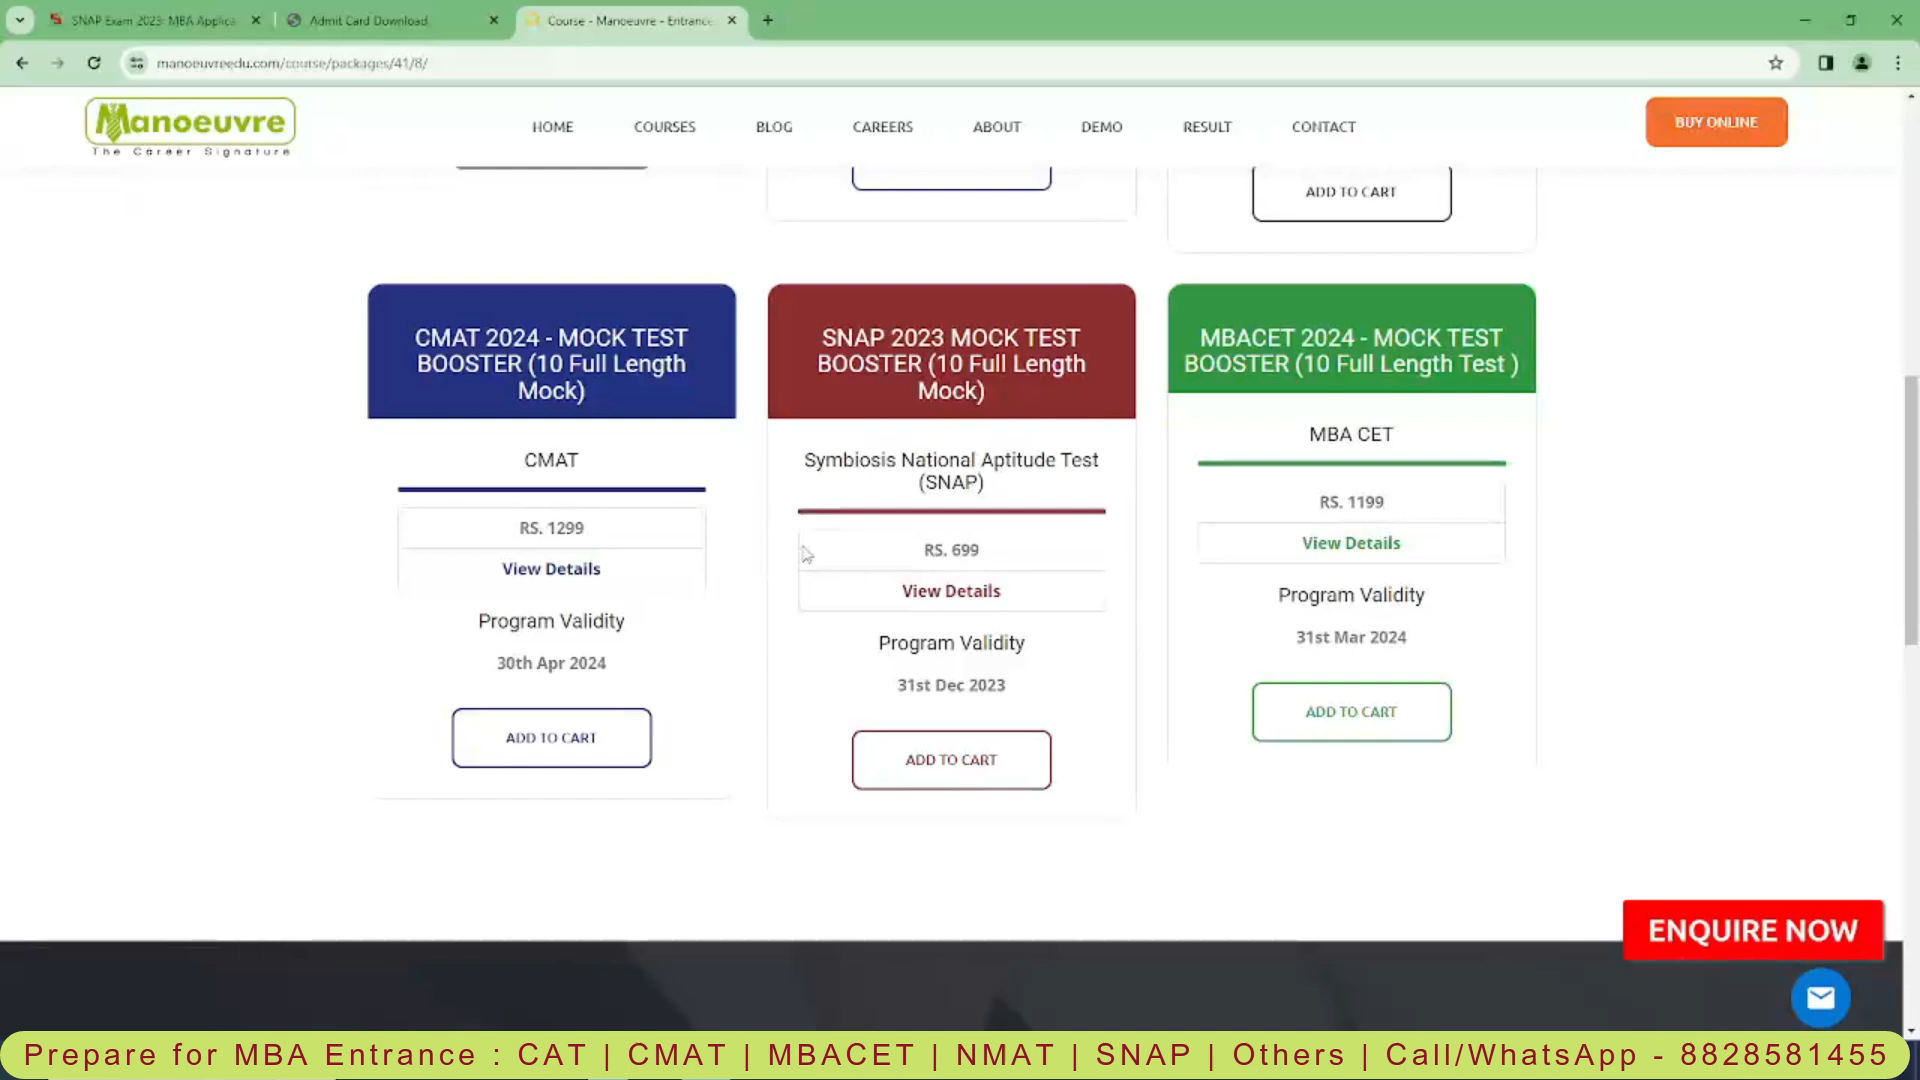 SNAP Exam 2023: MBA Applica
Admit Card Download
Course - Manoeuvre - Entrance
manoeuvreedu.com/course/packages/41/8/
Manoeuvre
The Career Signature
HOME
COURSES
BLOG
CAREERS
ABOUT
DEMO
RESULT
CONTACT
BUY ONLINE
ADD TO CART
CMAT 2024 - MOCK TEST
BOOSTER (10 Full Length
Mock)
CMAT
RS. 1299
View Details
Program Validity
30th Apr 2024
ADD TO CART
SNAP 2023 MOCK TEST
BOOSTER (10 Full Length
Mock)
Symbiosis National Aptitude Test
(SNAP)
RS. 699
View Details
Program Validity
31st Dec 2023
ADD TO CART
MBACET 2024 - MOCK TEST
BOOSTER (10 Full Length Test )
MBA CET
RS. 1199
View Details
Program Validity
31st Mar 2024
ADD TO CART
ENQUIRE NOW
Prepare for MBA Entrance : CAT | CMAT | MBACET | NMAT | SNAP | Others | Call/WhatsApp - 8828581455